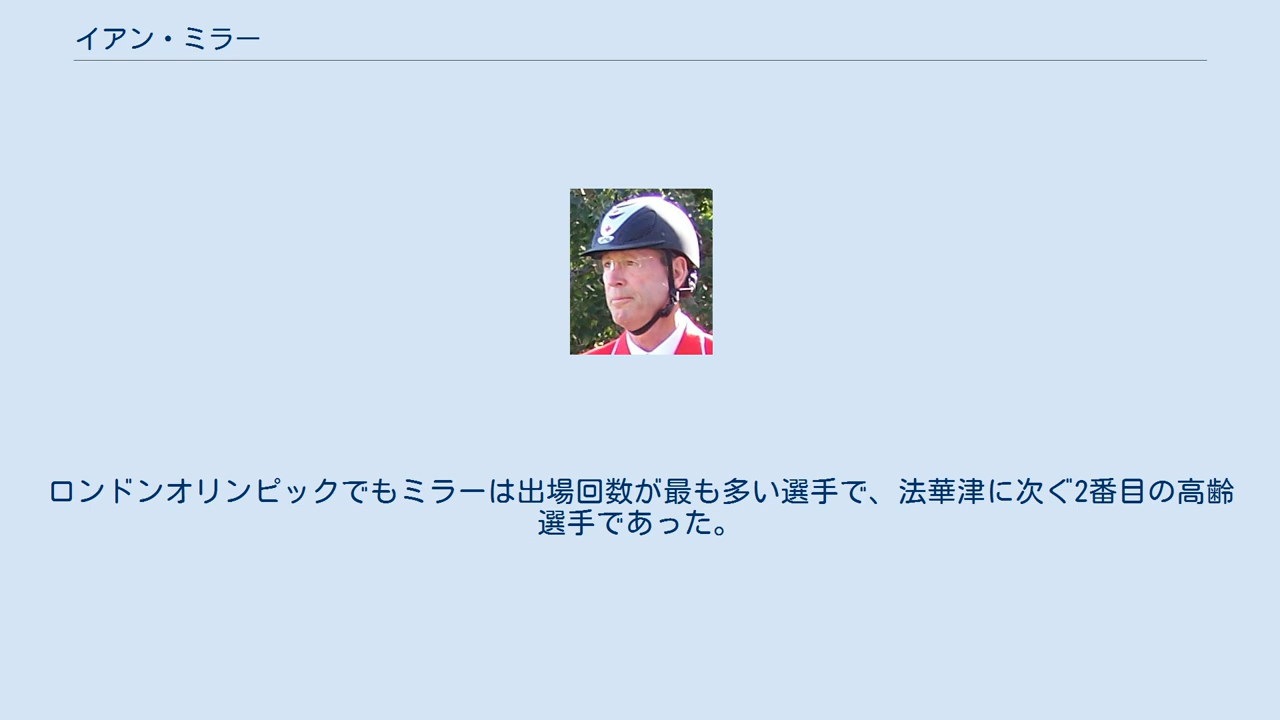 イアン・ミラー
ロンドンオリンピックでもミラーは出場回数が最も多い選手で、法華津に次ぐ2番目の高齢
選手であった。